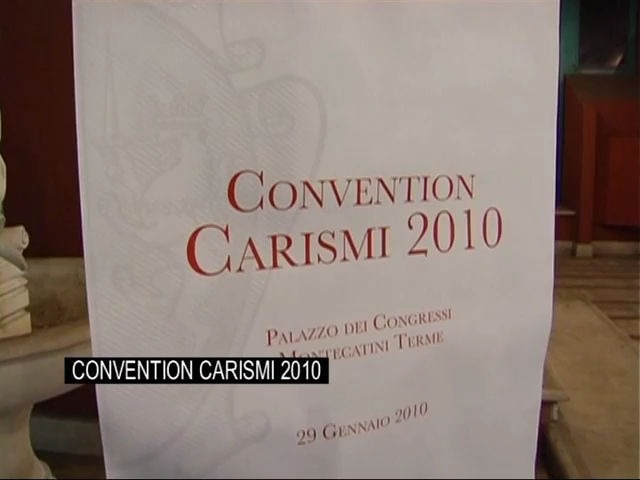 CONVENTION
CARISMI 2010
PALAZZO DEI CONGRESSI
MONTECATINI TERME
CONVENTION CARISMI 2010
29 GENNAIO 2010